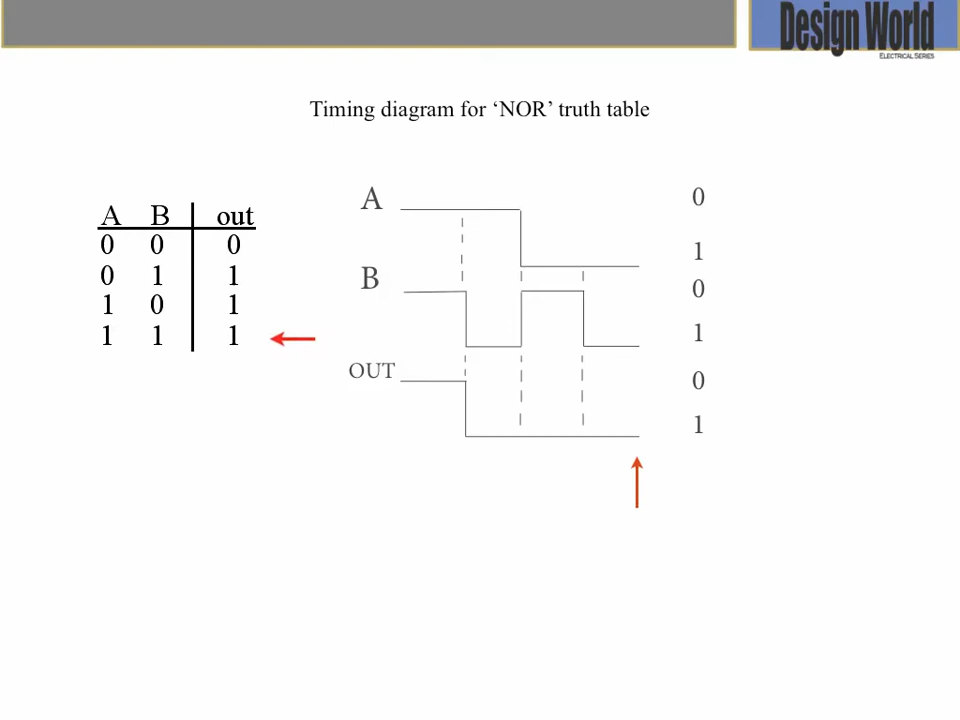 Design World
ELECTRICAL SERIES
Timing diagram for ‘NOR’ truth table
A B out
0 0 0
0 1 1
1 0 1
1 1 1
A 0
1
B 0
1
OUT 0
1